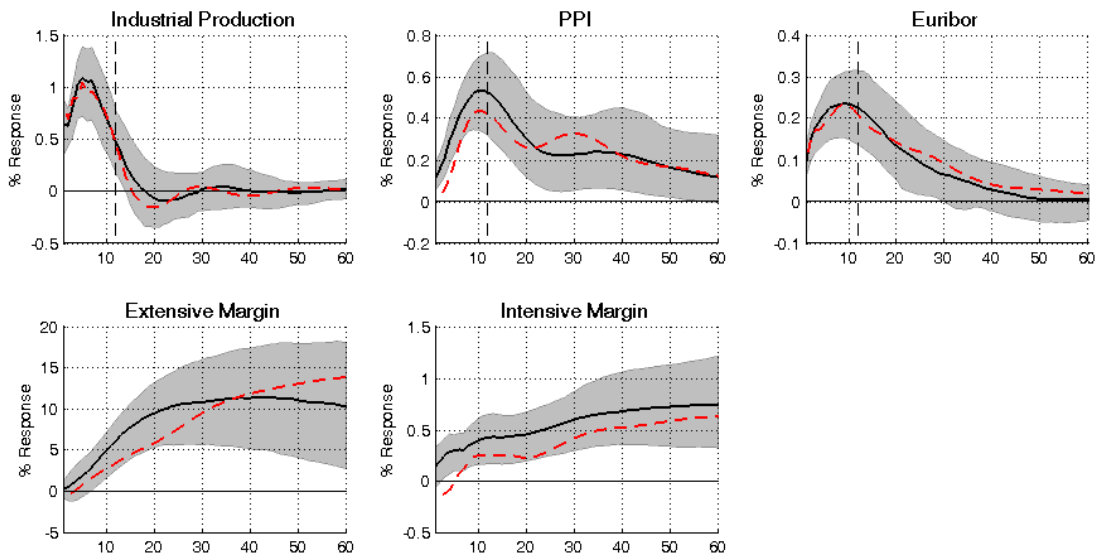 Industrial Production
1.5
1
0.5
0
-0.5
% Response
10 20 30 40 50 60
PPI
0.8
0.6
0.4
0.2
0
-0.2
% Response
10 20 30 40 50 60
Euribor
0.4
0.3
0.2
0.1
0
-0.1
% Response
10 20 30 40 50 60
Extensive Margin
20
15
10
5
0
-5
% Response
10 20 30 40 50 60
Intensive Margin
1.5
1
0.5
0
-0.5
% Response
10 20 30 40 50 60